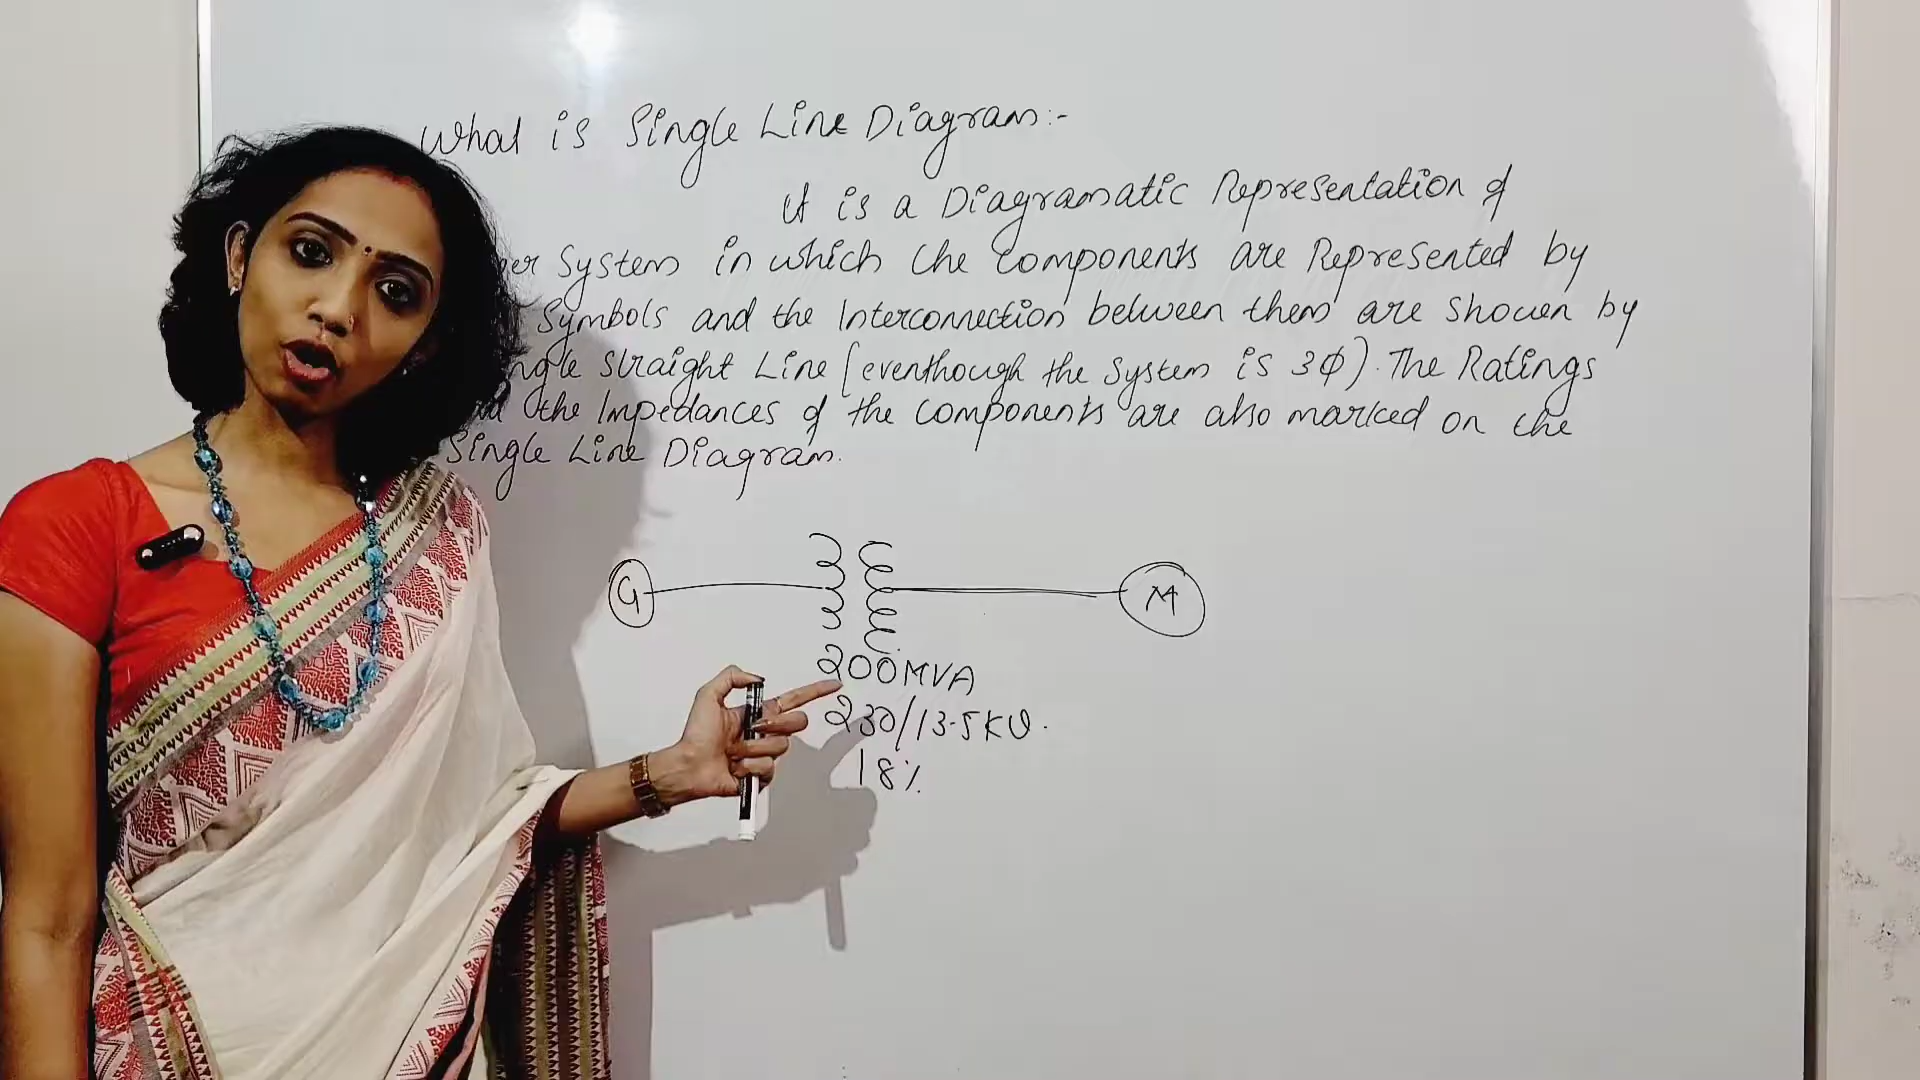 What is Single Line Diagram:-
It is a Diagramatic Representation of
System in which the Components are Represented by
Symbols and the Interconnection between them are shown by
Straight Line (eventhough the System is 3Φ). The Ratings
the Impedances of the components are also marked on the
Single Line Diagram.
G M
200MVA
230/13.5KV.
18%